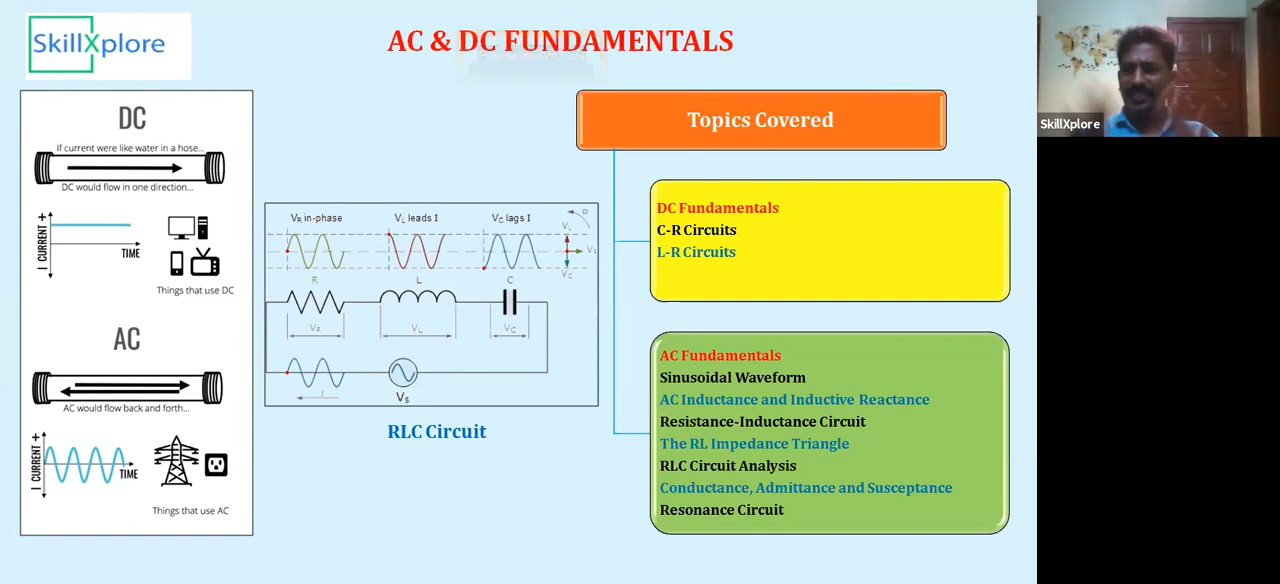 SkillXplore
AC & DC FUNDAMENTALS
DC
If current were like water in a hose...
DC would flow in one direction...
I CURRENT +
TIME
Things that use DC
AC
AC would flow back and forth...
I CURRENT +
TIME
Things that use AC
VR in-phase
VL leads I
VC lags I
VL
VC
R
L
C
VR
VL
VC
i
VS
RLC Circuit
Topics Covered
DC Fundamentals
C-R Circuits
L-R Circuits
AC Fundamentals
Sinusoidal Waveform
AC Inductance and Inductive Reactance
Resistance-Inductance Circuit
The RL Impedance Triangle
RLC Circuit Analysis
Conductance, Admittance and Susceptance
Resonance Circuit
SkillXplore